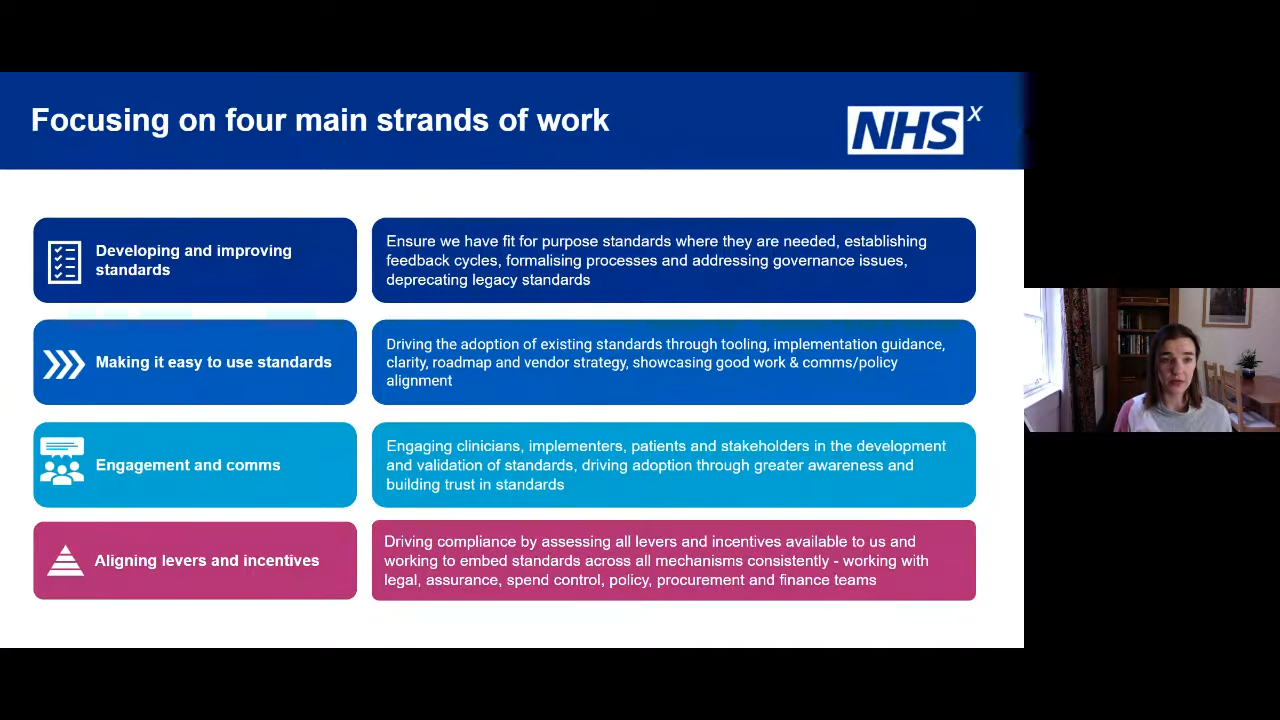 Focusing on four main strands of work
NHS X
Developing and improving
standards
Ensure we have fit for purpose standards where they are needed, establishing
feedback cycles, formalising processes and addressing governance issues,
deprecating legacy standards
Making it easy to use standards
Driving the adoption of existing standards through tooling, implementation guidance,
clarity, roadmap and vendor strategy, showcasing good work & comms/policy
alignment
Engagement and comms
Engaging clinicians, implementers, patients and stakeholders in the development
and validation of standards, driving adoption through greater awareness and
building trust in standards
Aligning levers and incentives
Driving compliance by assessing all levers and incentives available to us and
working to embed standards across all mechanisms consistently - working with
legal, assurance, spend control, policy, procurement and finance teams